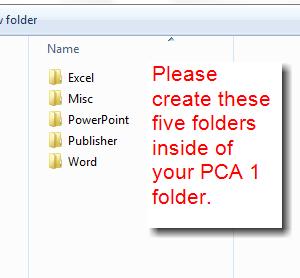 v folder
Name
Excel
Misc
PowerPoint
Publisher
Word
Please
create these
five folders
inside of
your PCA 1
folder.